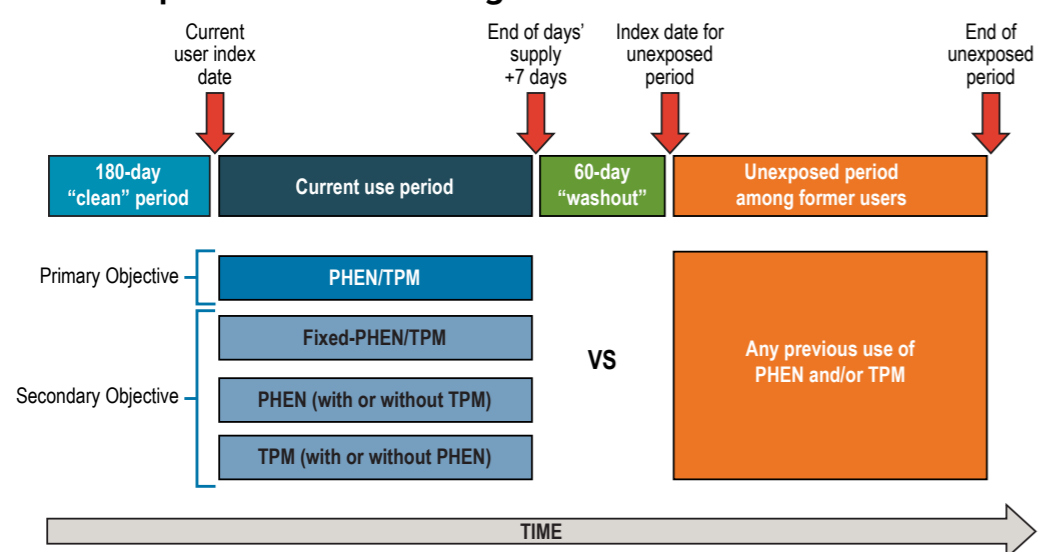 Current
user index
date
End of days’
supply
+7 days
Index date for
unexposed
period
End of
unexposed
period
180-day
“clean” period
Current use period
60-day
“washout”
Unexposed period
among former users
Primary Objective
PHEN/TPM
Secondary Objective
Fixed-PHEN/TPM
PHEN (with or without TPM)
TPM (with or without PHEN)
VS
Any previous use of
PHEN and/or TPM
TIME